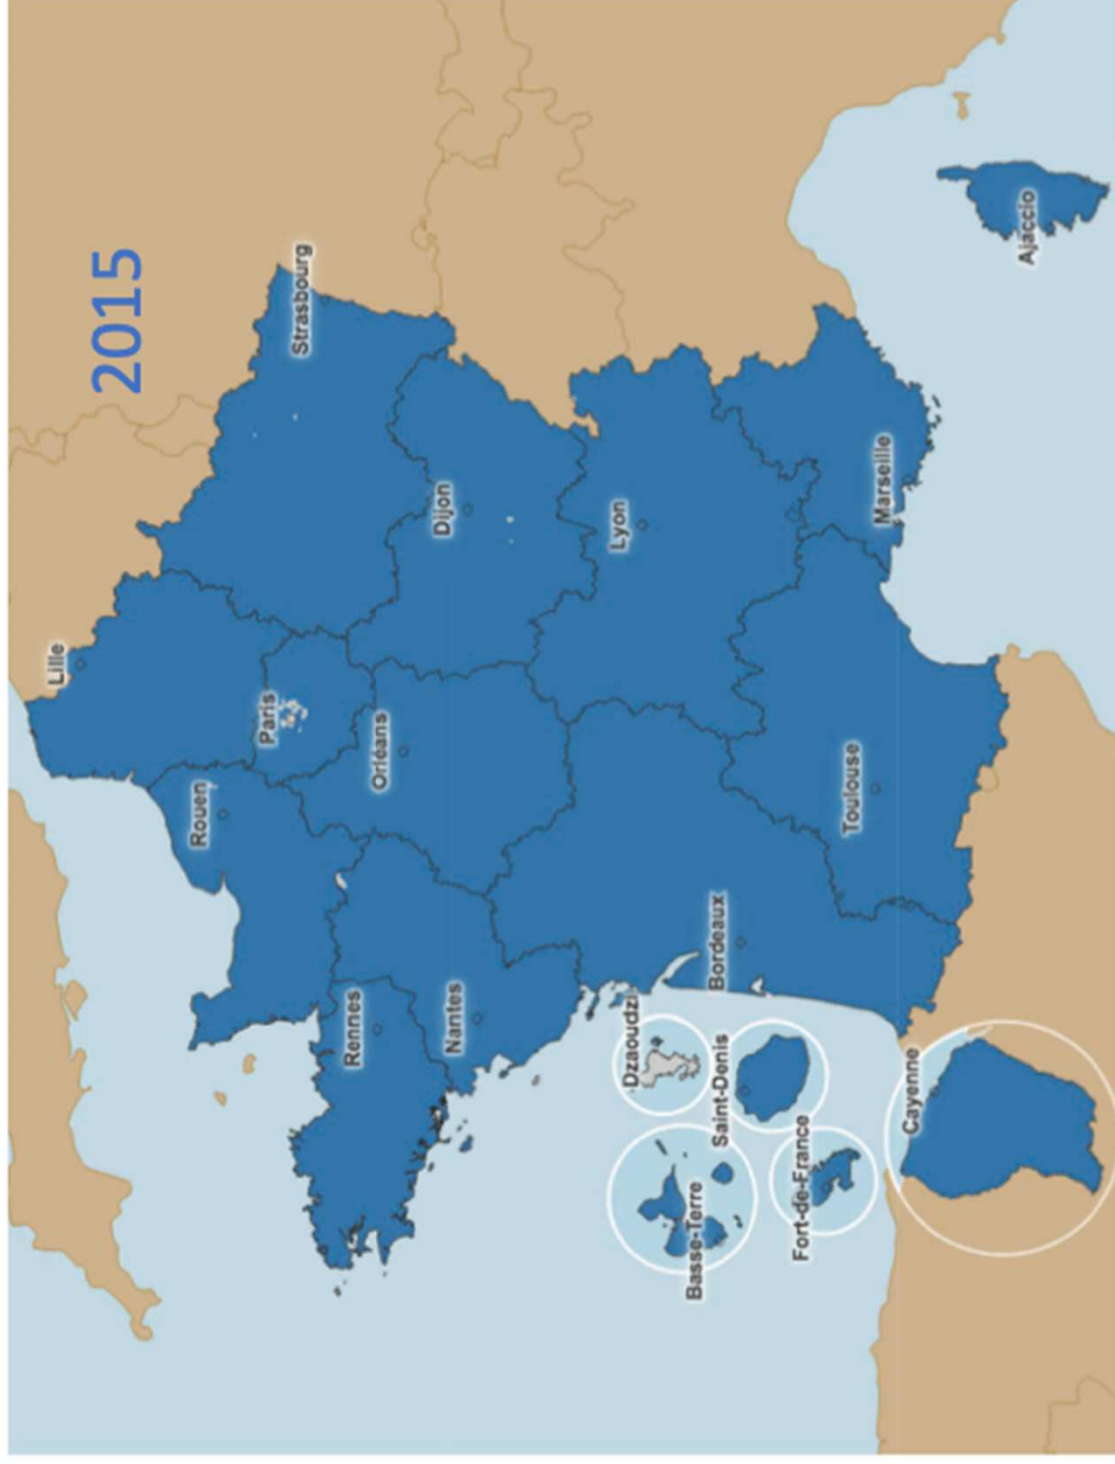 2015
Lille
Rouen
Paris
Strasbourg
Rennes
Orléans
Nantes
Dijon
Lyon
Bordeaux
Toulouse
Marseille
Ajaccio
Dzaoudzi
Basse-Terre
Saint-Denis
Fort-de-France
Cayenne